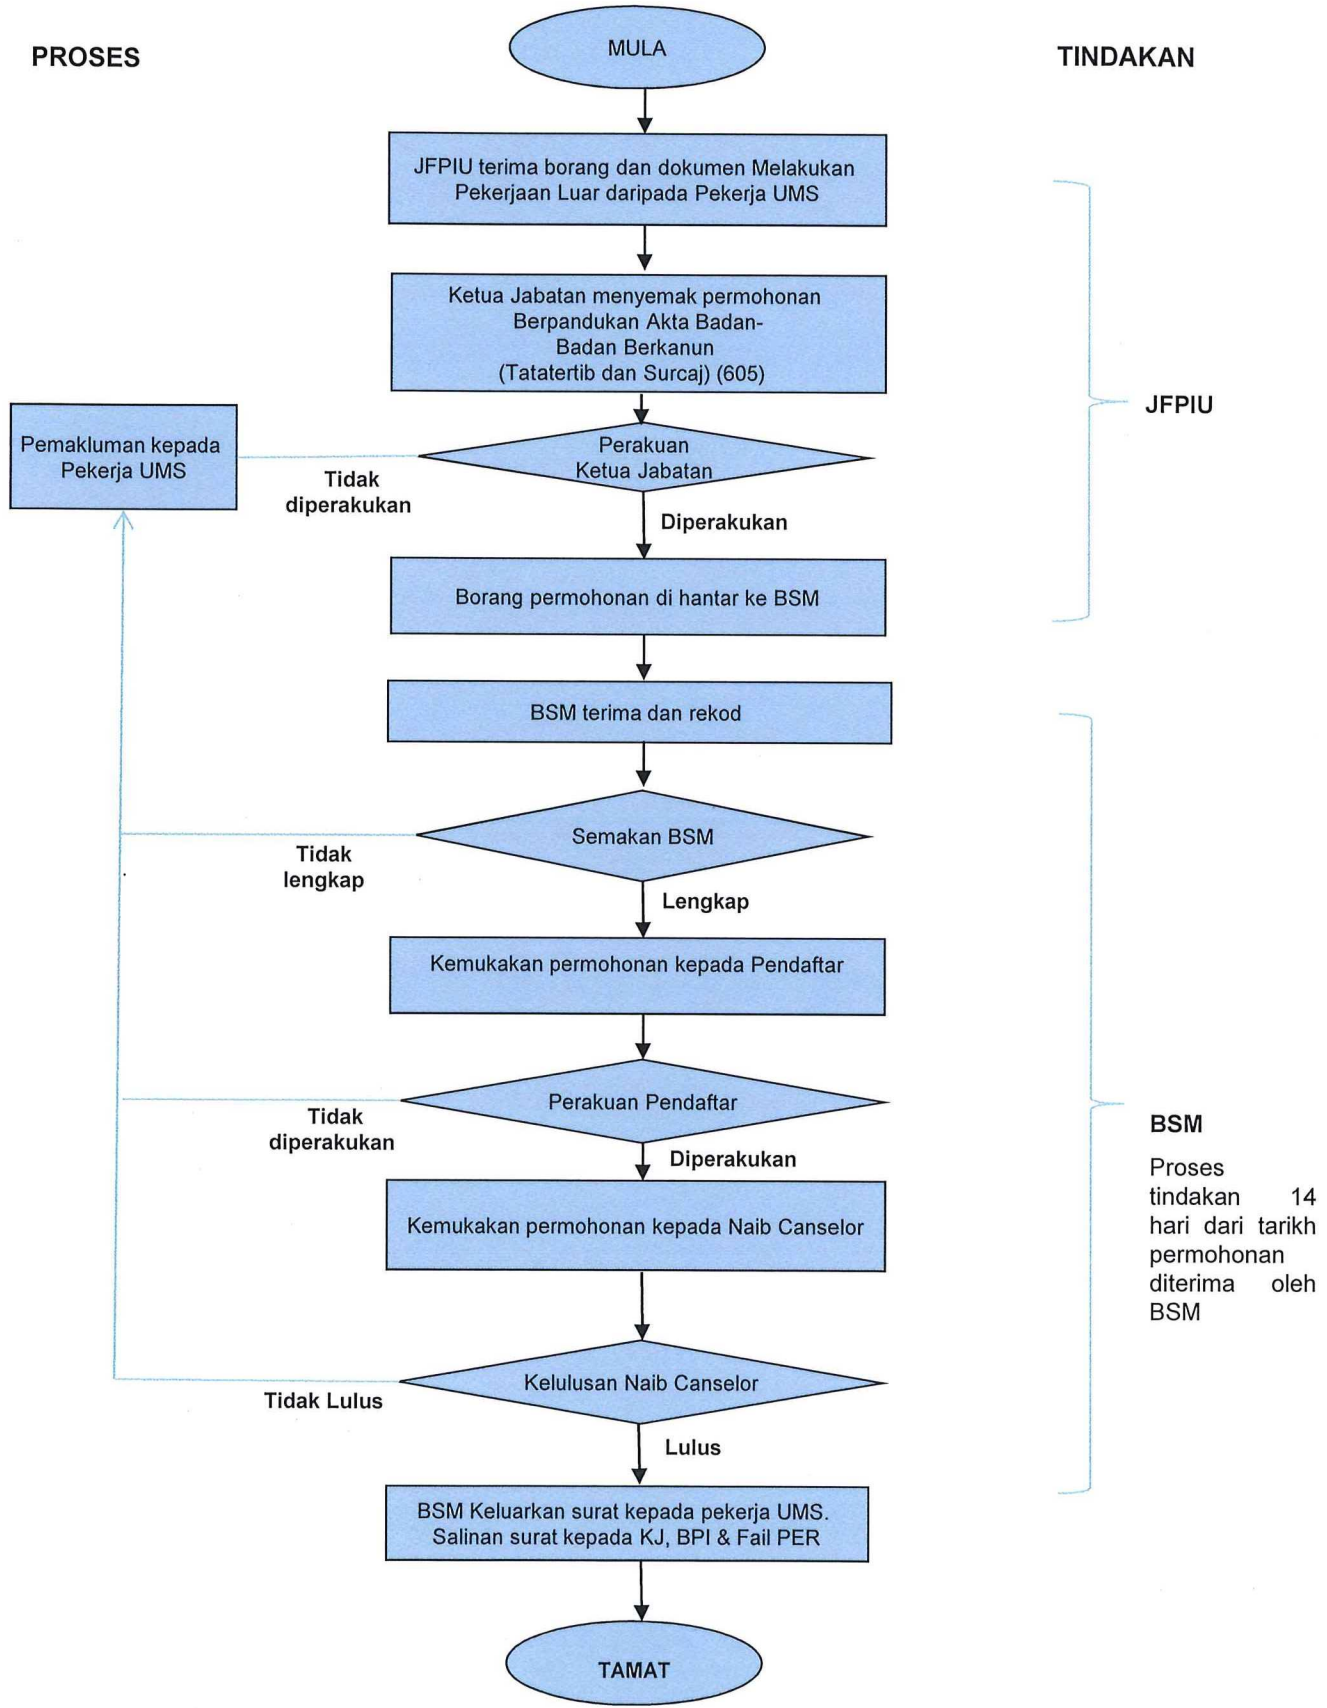 PROSES
TINDAKAN
MULA
JFPIU terima borang dan dokumen Melakukan
Pekerjaan Luar daripada Pekerja UMS
Ketua Jabatan menyemak permohonan
Berpandukan Akta Badan-
Badan Berkanun
(Tatatertib dan Surcaj) (605)
JFPIU
Perakuan
Ketua Jabatan
Pemakluman kepada
Pekerja UMS
Tidak
diperakukan
Diperakukan
Borang permohonan di hantar ke BSM
BSM terima dan rekod
Semakan BSM
Tidak
lengkap
Lengkap
Kemukakan permohonan kepada Pendaftar
Perakuan Pendaftar
Tidak
diperakukan
Diperakukan
BSM
Proses
tindakan 14
hari dari tarikh
permohonan
diterima oleh
BSM
Kemukakan permohonan kepada Naib Canselor
Kelulusan Naib Canselor
Tidak Lulus
Lulus
BSM Keluarkan surat kepada pekerja UMS.
Salinan surat kepada KJ, BPI & Fail PER
TAMAT